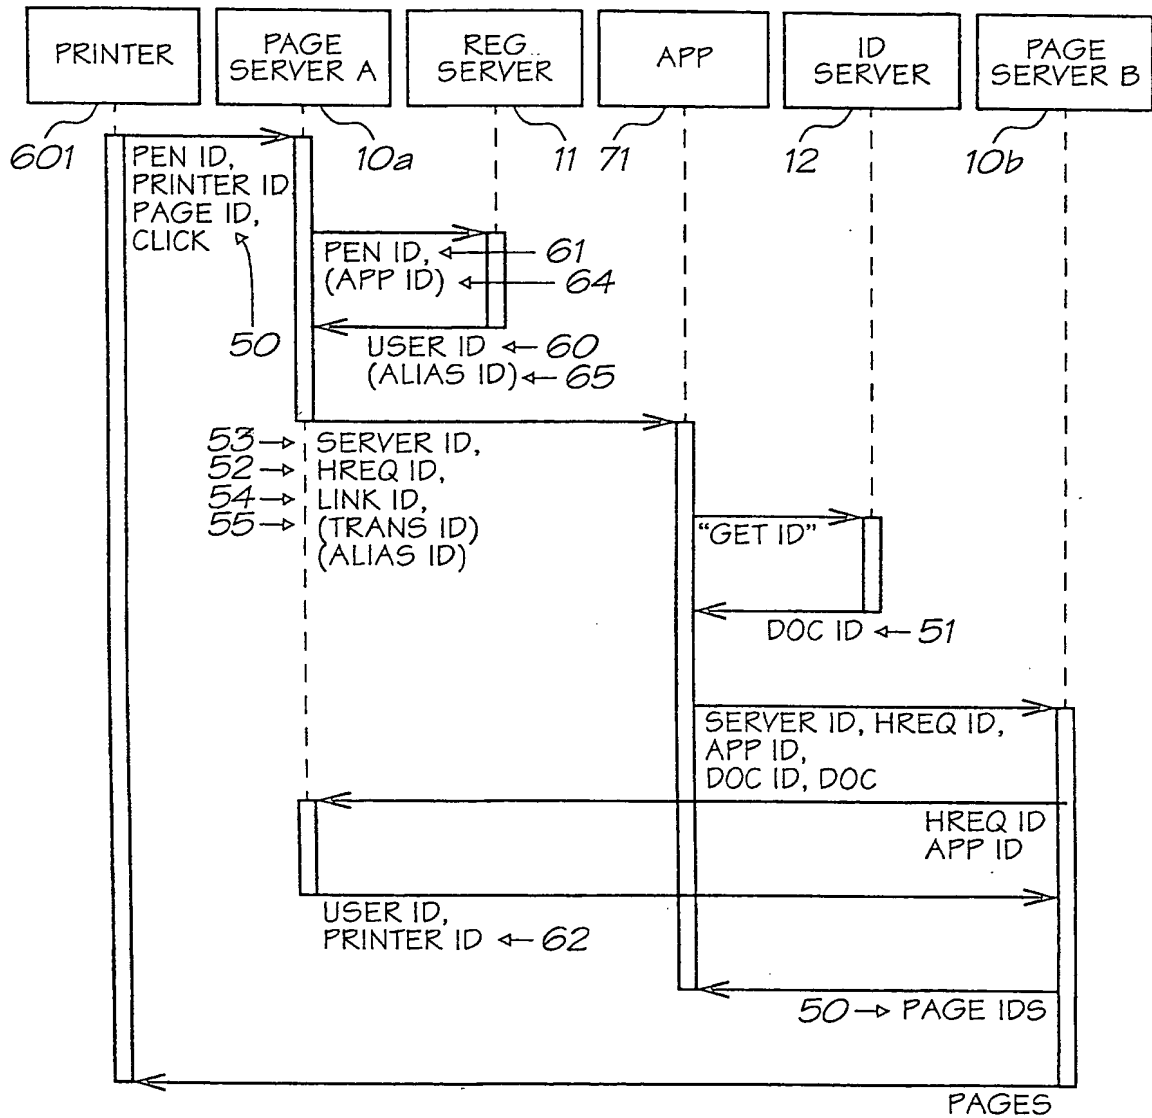 PRINTER
PAGE
SERVER A
REG
SERVER
APP
ID
SERVER
PAGE
SERVER B
601
10a
11
71
12
10b
PEN ID,
PRINTER ID
PAGE ID,
CLICK
50
PEN ID,
61
(APP ID)
64
USER ID
60
(ALIAS ID)
65
53
SERVER ID,
52
HREQ ID,
54
LINK ID,
55
(TRANS ID)
(ALIAS ID)
"GET ID"
DOC ID
51
SERVER ID, HREQ ID,
APP ID,
DOC ID, DOC
HREQ ID
APP ID
USER ID,
PRINTER ID
62
50
PAGE IDS
PAGES